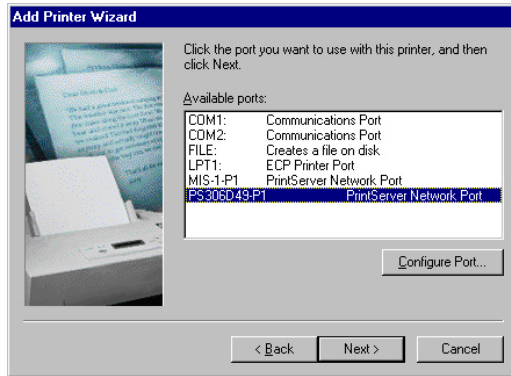 Add Printer Wizard
Click the port you want to use with this printer, and then
click Next.
Available ports:
COM1: Communications Port
COM2: Communications Port
FILE: Creates a file on disk
LPT1: ECP Printer Port
MIS-1-P1 PrintServer Network Port
PS306D49-P1 PrintServer Network Port
Configure Port...
< Back Next > Cancel